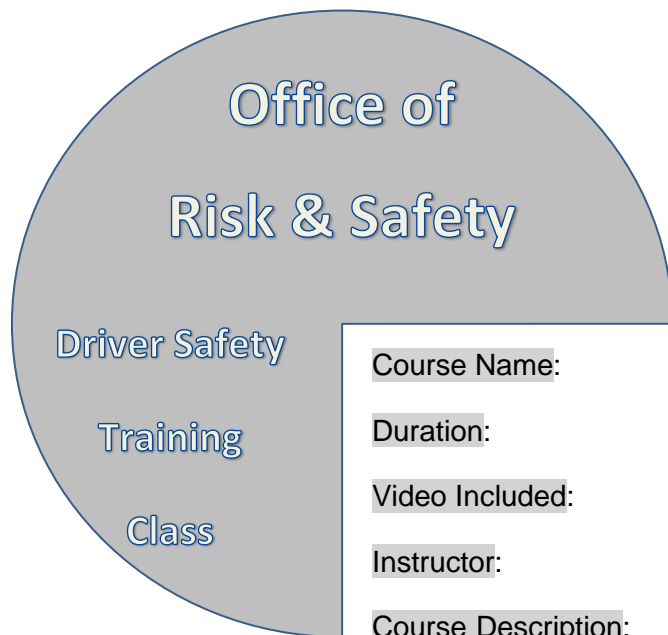 Office of
Risk & Safety
Driver Safety
Training
Class
Course Name:
Duration:
Video Included:
Instructor:
Course Description: